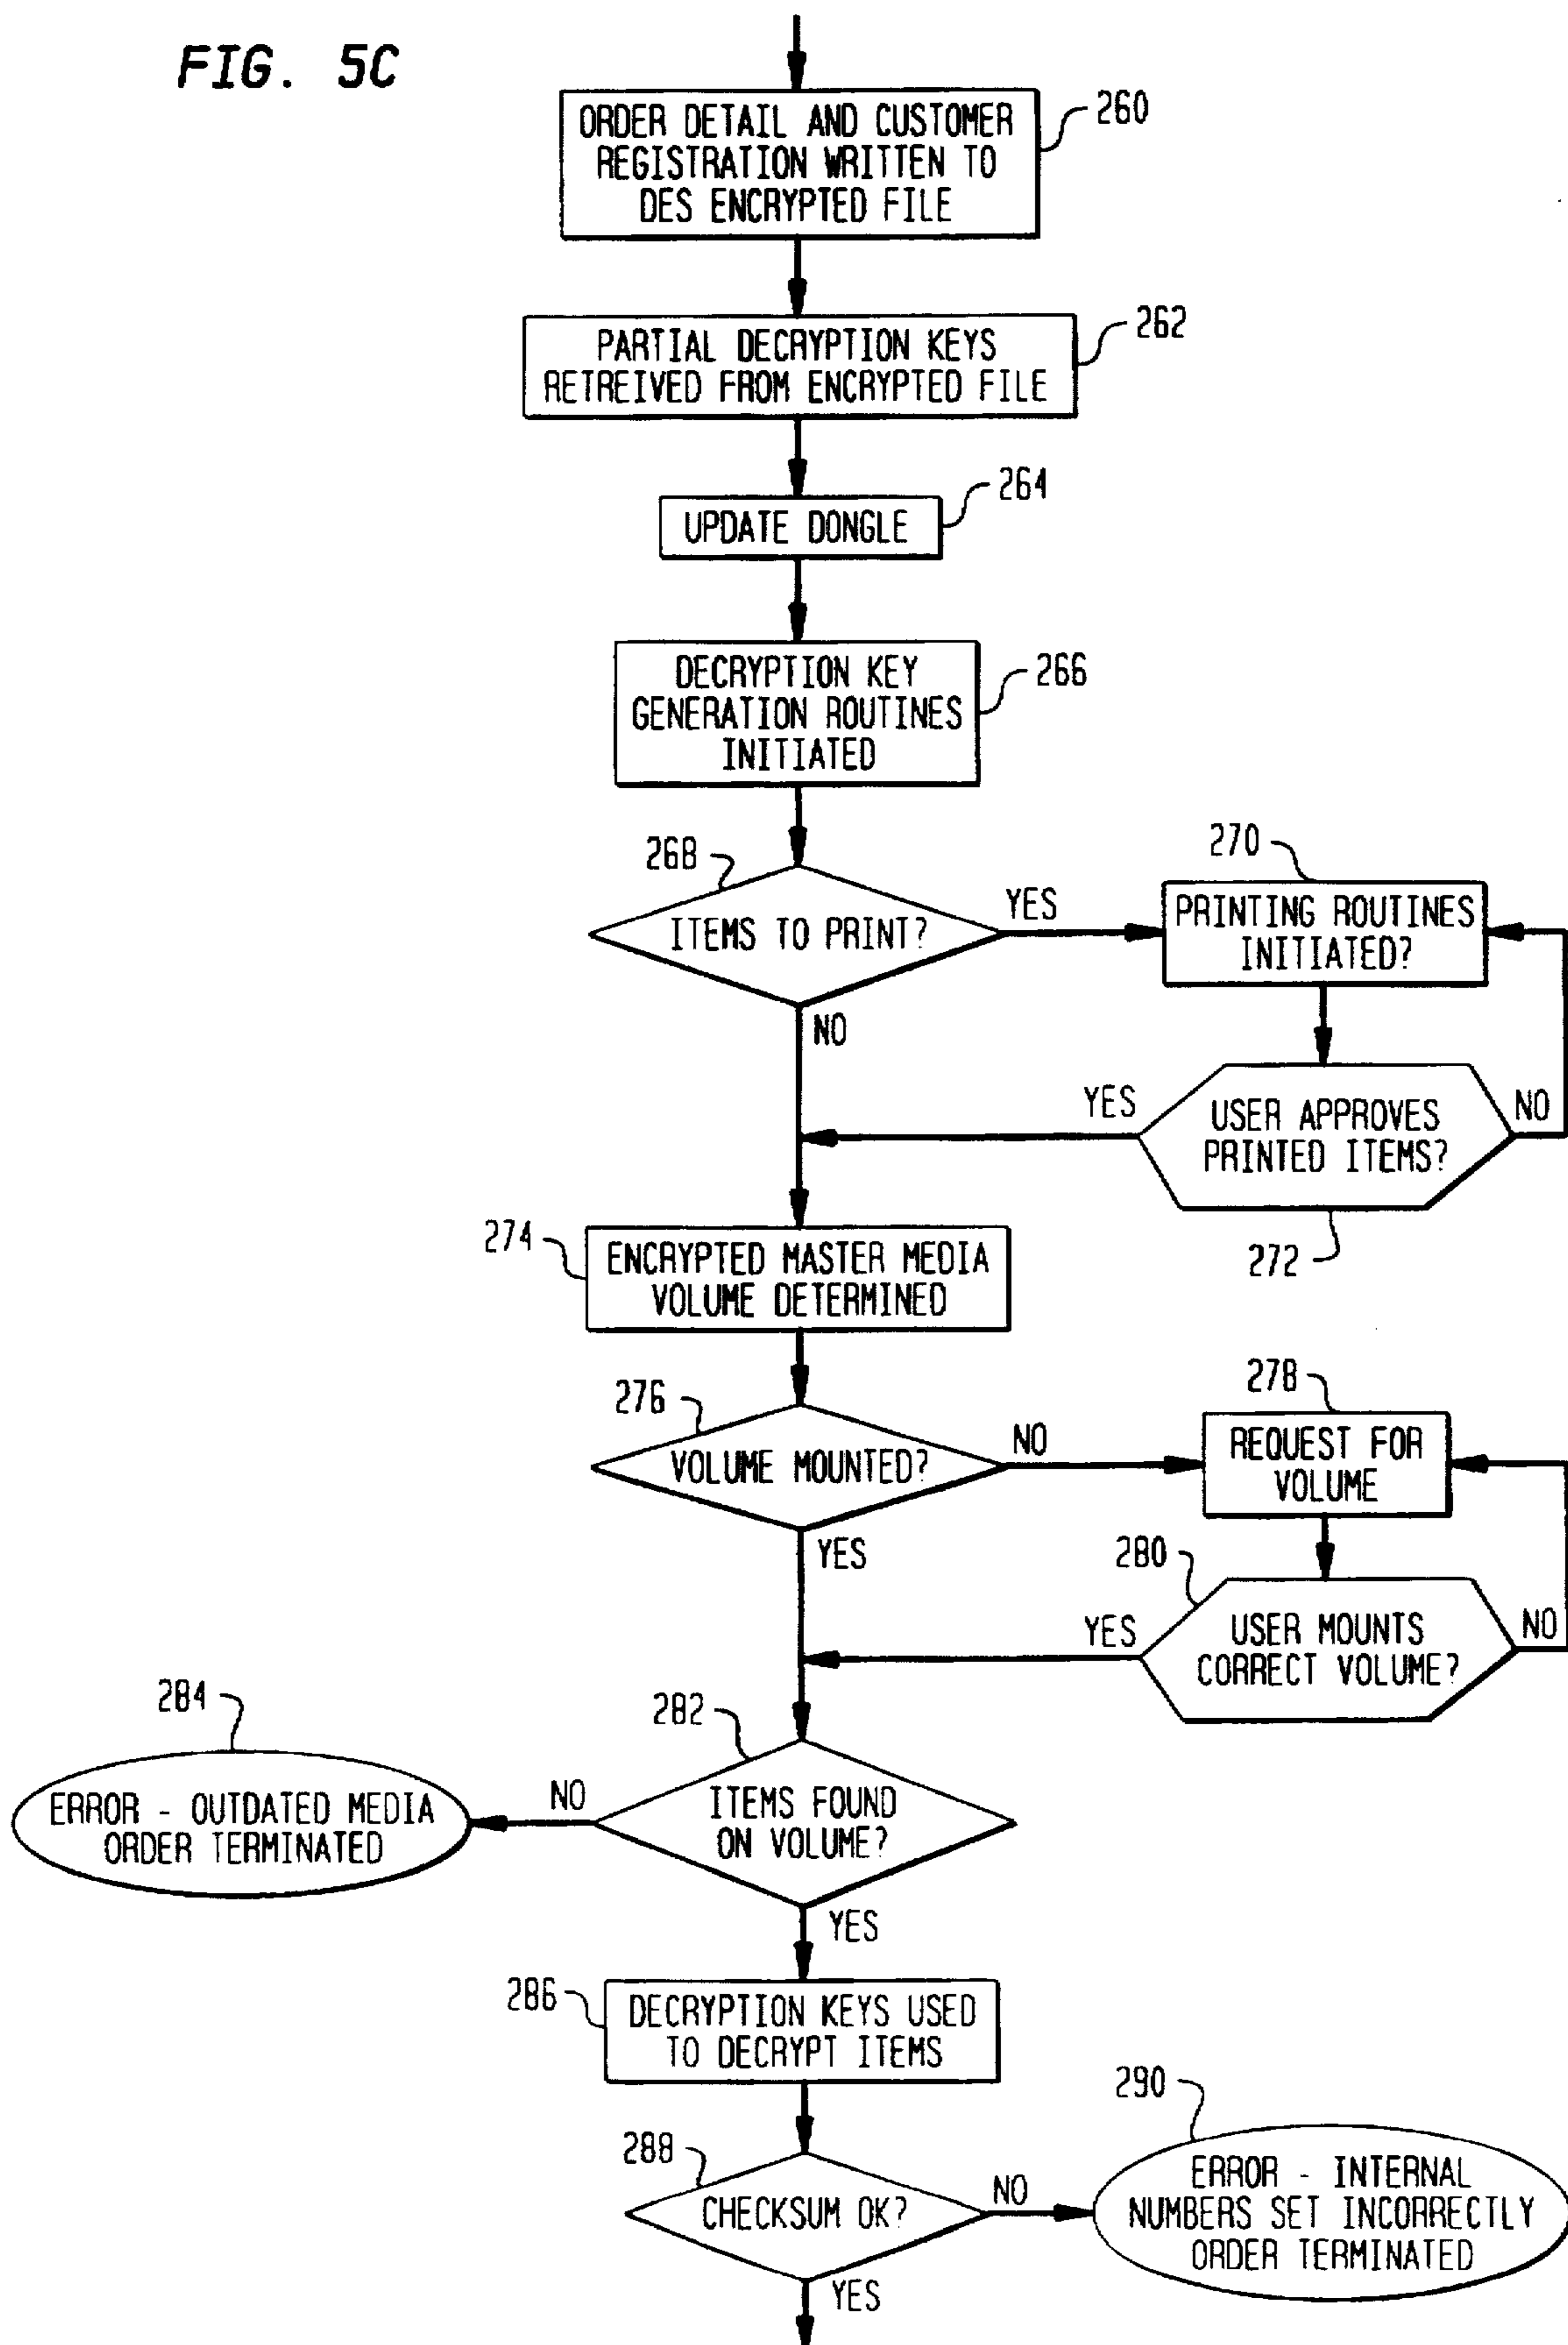 FIG. 5C
ORDER DETAIL AND CUSTOMER
REGISTRATION WRITTEN TO
DES ENCRYPTED FILE
260
PARTIAL DECRYPTION KEYS
RETREIVED FROM ENCRYPTED FILE
262
UPDATE DONGLE
264
DECRYPTION KEY
GENERATION ROUTINES
INITIATED
266
268
ITEMS TO PRINT?
YES
NO
270
PRINTING ROUTINES
INITIATED?
USER APPROVES
PRINTED ITEMS?
YES
NO
272
274
ENCRYPTED MASTER MEDIA
VOLUME DETERMINED
276
VOLUME MOUNTED?
NO
YES
278
REQUEST FOR
VOLUME
280
USER MOUNTS
CORRECT VOLUME?
YES
NO
282
ITEMS FOUND
ON VOLUME?
NO
YES
284
ERROR - OUTDATED MEDIA
ORDER TERMINATED
286
DECRYPTION KEYS USED
TO DECRYPT ITEMS
288
CHECKSUM OK?
NO
YES
290
ERROR - INTERNAL
NUMBERS SET INCORRECTLY
ORDER TERMINATED